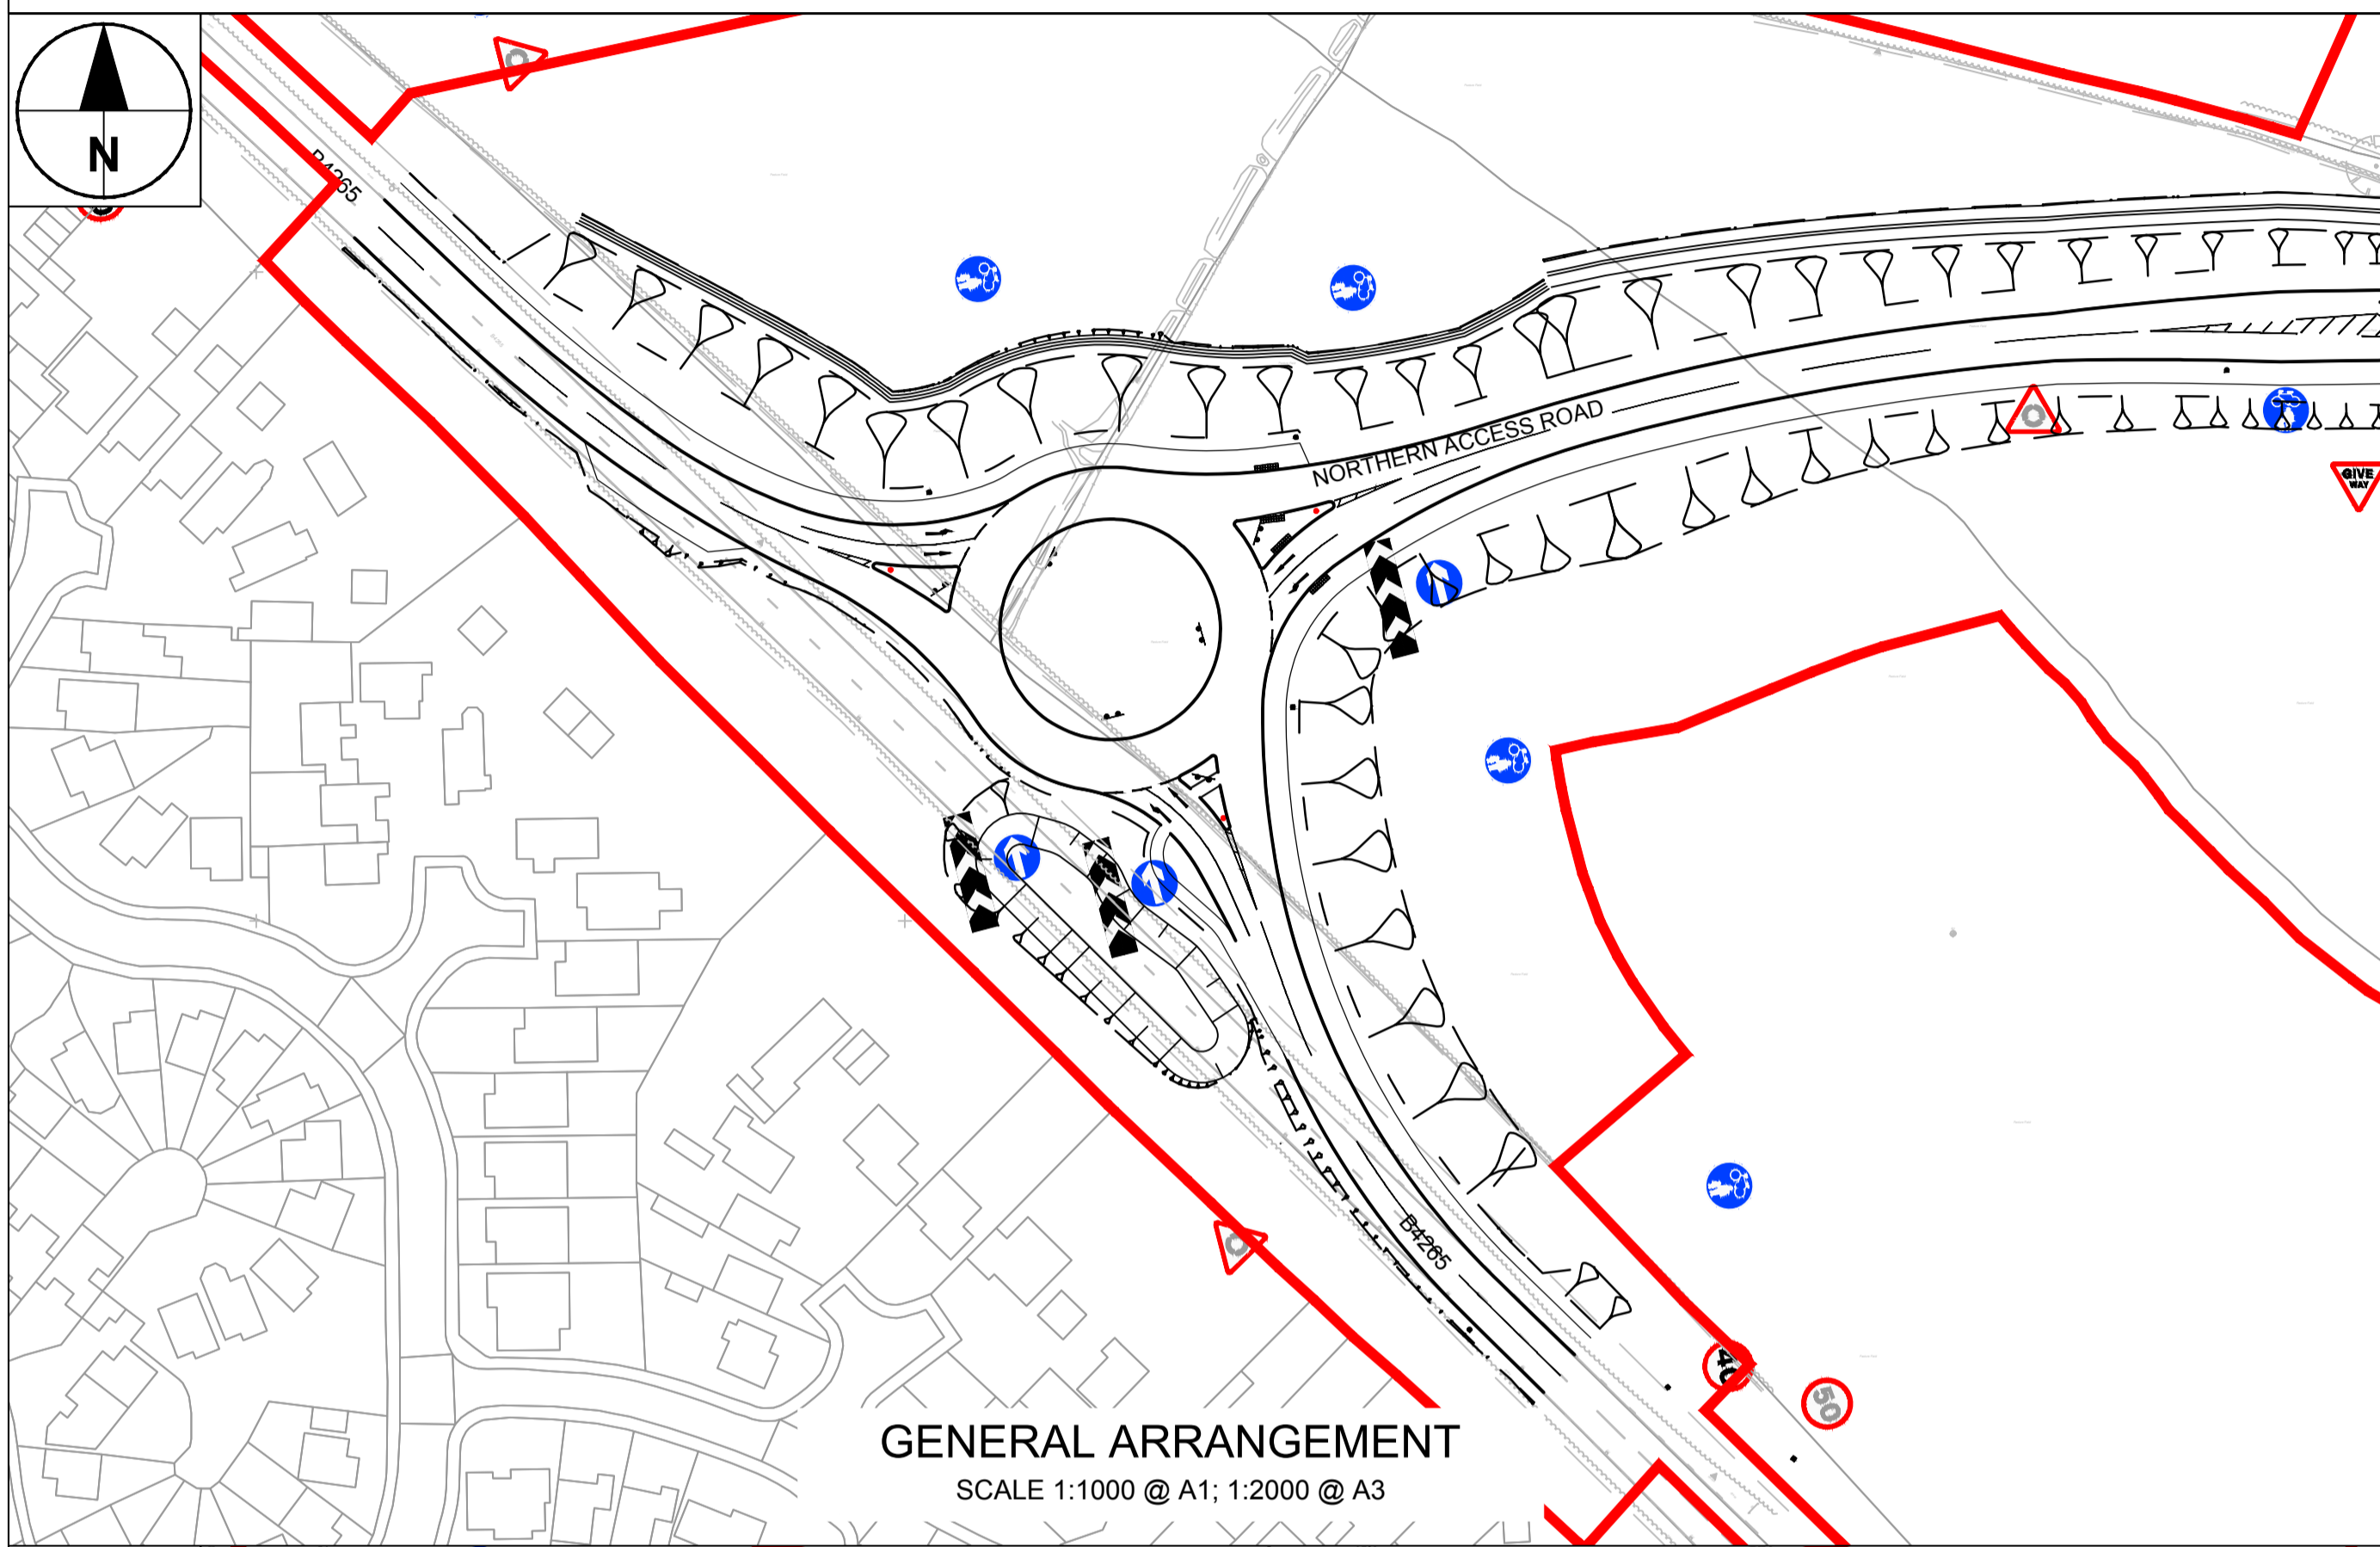 N
B4265
NORTHERN ACCESS ROAD
GIVE
WAY
B4265
40
50
GENERAL ARRANGEMENT
SCALE 1:1000 @ A1; 1:2000 @ A3